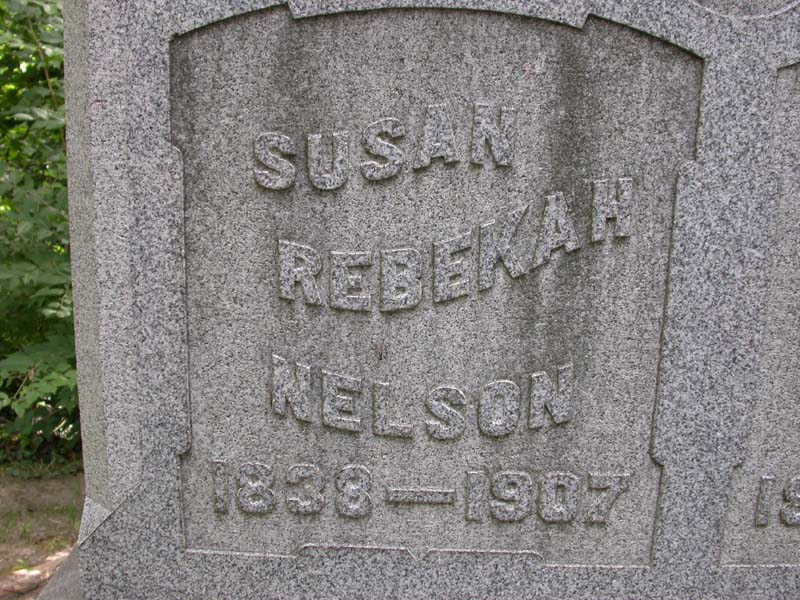 SUSAN
REBEKAH
NELSON
1838—1907